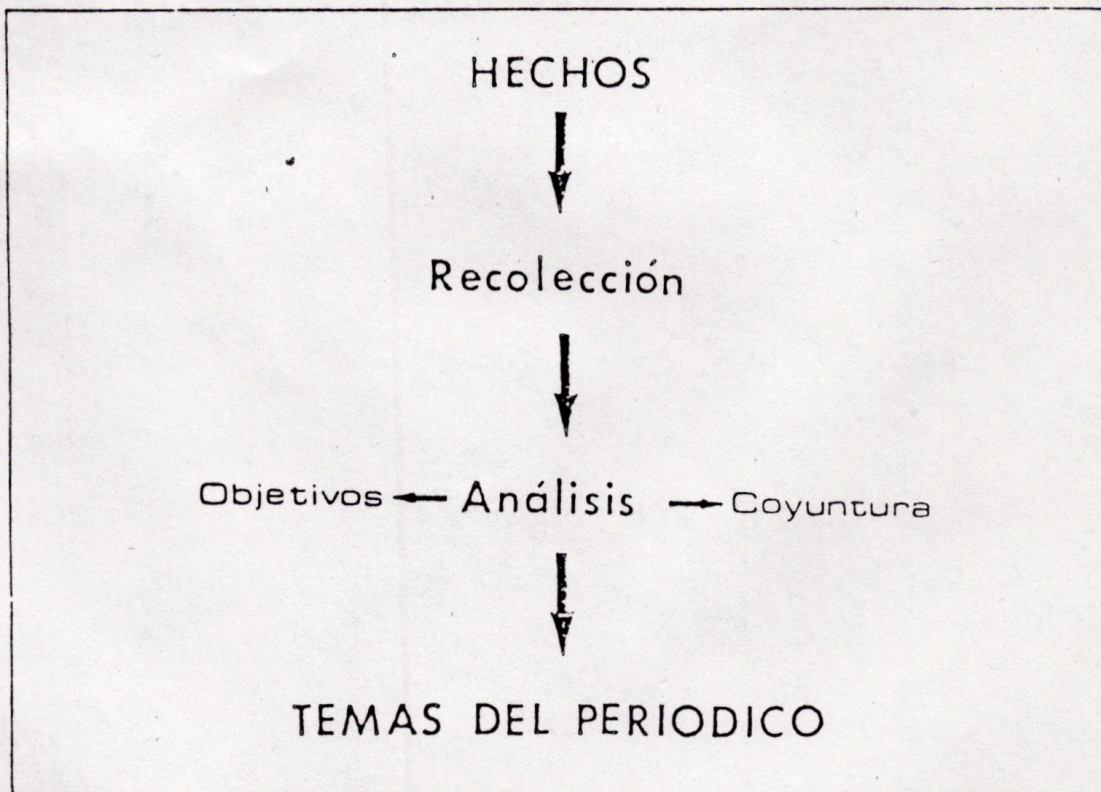 HECHOS
Recolección
Objetivos Análisis Coyuntura
TEMAS DEL PERIODICO